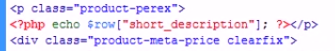 <p class="product-perex">
<?php echo $row["short_description"]; ?></p>
<div class="product-meta-price clearfix">